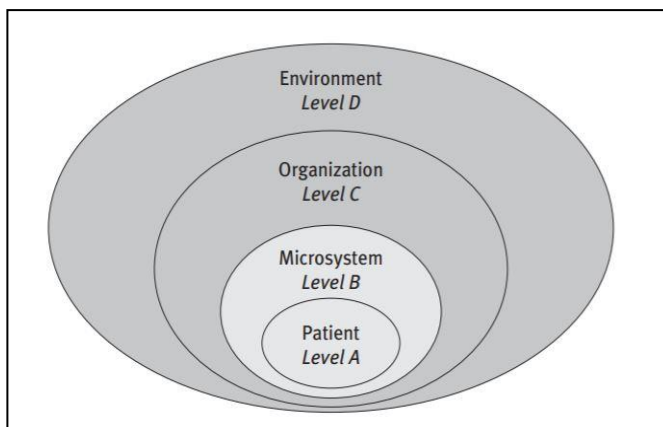 Environment
Level D
Organization
Level C
Microsystem
Level B
Patient
Level A